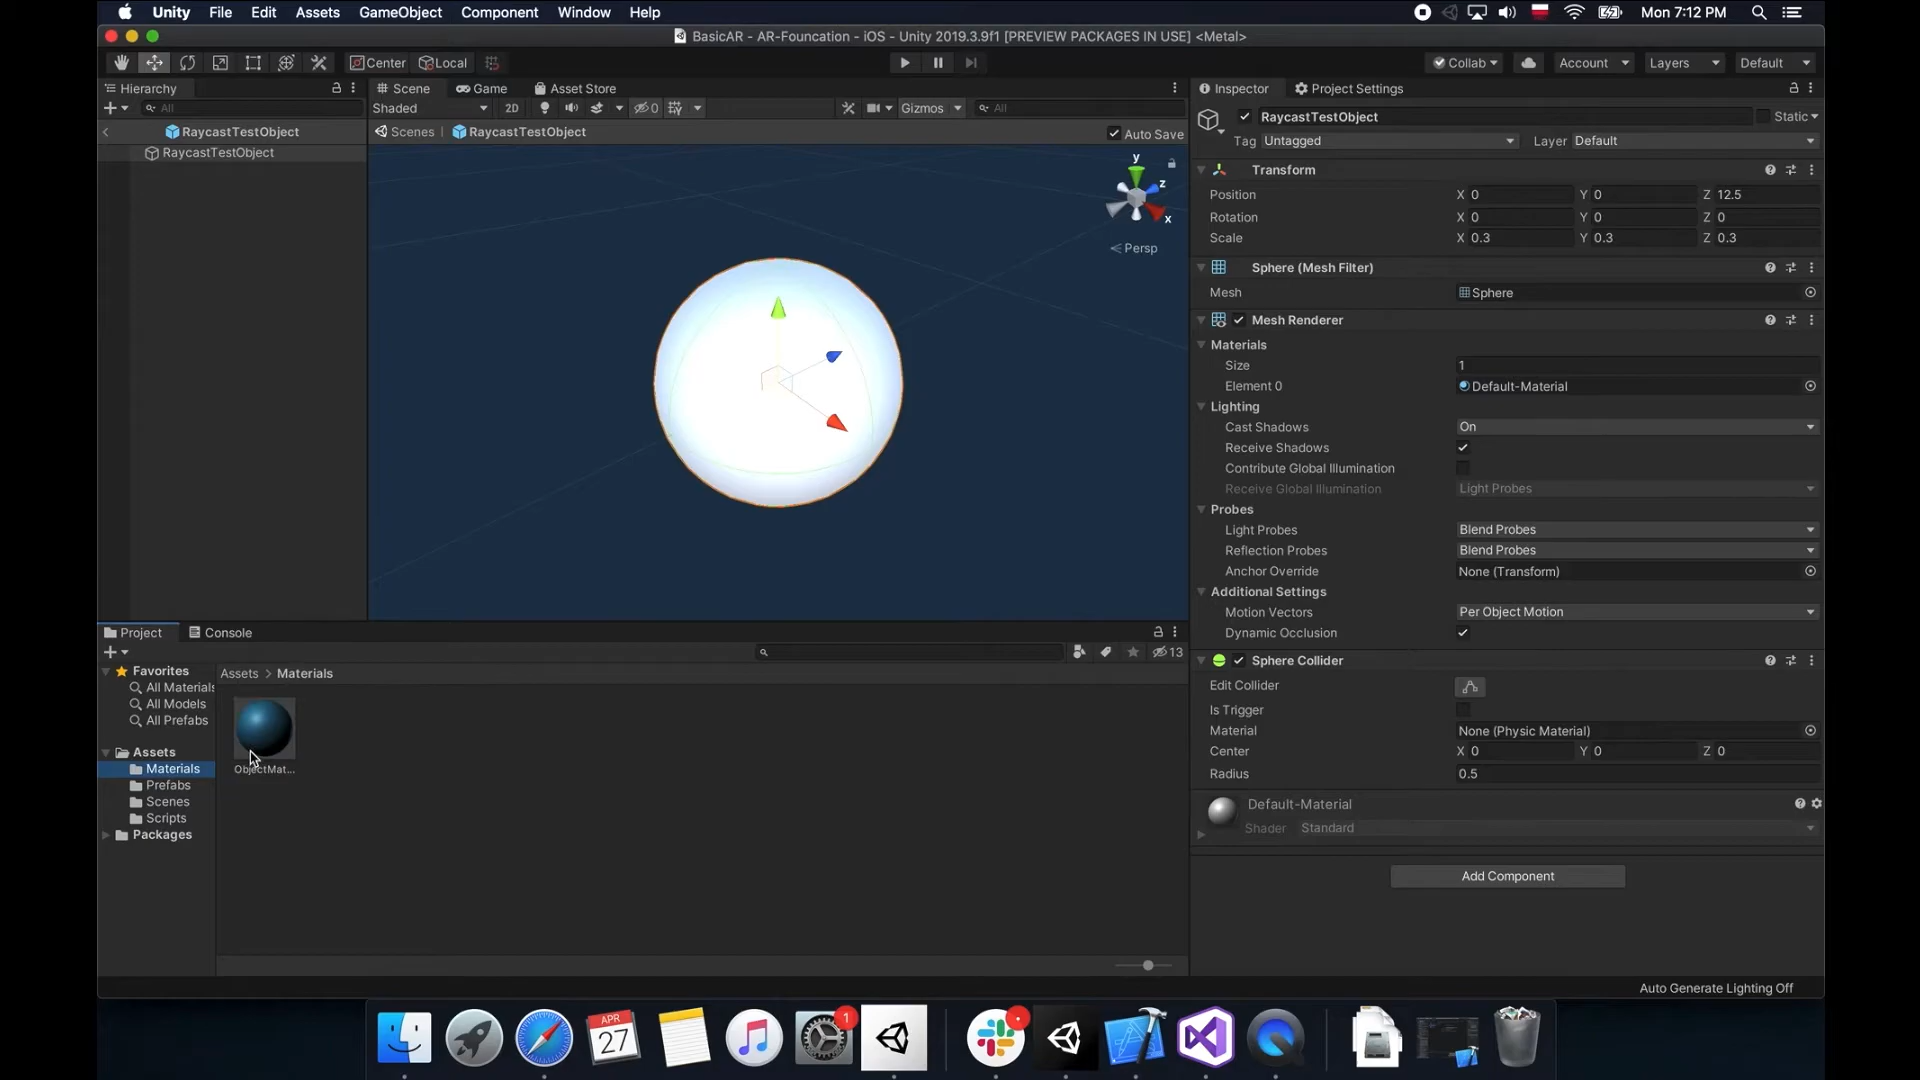 Unity File Edit Assets GameObject Component Window Help Mon 7:12 PM
BasicAR - AR-Founcation - iOS - Unity 2019.3.9f1 [PREVIEW PACKAGES IN USE] <Metal>
Center Local Collab Account Layers Default
Hierarchy
All
RaycastTestObject
RaycastTestObject
Scene Game Asset Store
Shaded 2D 0 Gizmos All
Scenes RaycastTestObject Auto Save
y
z
x
Persp
Inspector Project Settings
RaycastTestObject Static
Tag Untagged Layer Default
Transform
Position X 0 Y 0 Z 12.5
Rotation X 0 Y 0 Z 0
Scale X 0.3 Y 0.3 Z 0.3
Sphere (Mesh Filter)
Mesh Sphere
Mesh Renderer
Materials
Size 1
Element 0 Default-Material
Lighting
Cast Shadows On
Receive Shadows
Contribute Global Illumination
Receive Global Illumination Light Probes
Probes
Light Probes Blend Probes
Reflection Probes Blend Probes
Anchor Override None (Transform)
Additional Settings
Motion Vectors Per Object Motion
Dynamic Occlusion
Sphere Collider
Edit Collider
Is Trigger
Material None (Physic Material)
Center X 0 Y 0 Z 0
Radius 0.5
Default-Material
Shader Standard
Add Component
Project Console
13
Favorites
All Materials
All Models
All Prefabs
Assets
Materials
Prefabs
Scenes
Scripts
Packages
Assets > Materials
ObjectMat...
Auto Generate Lighting Off
APR
27
1